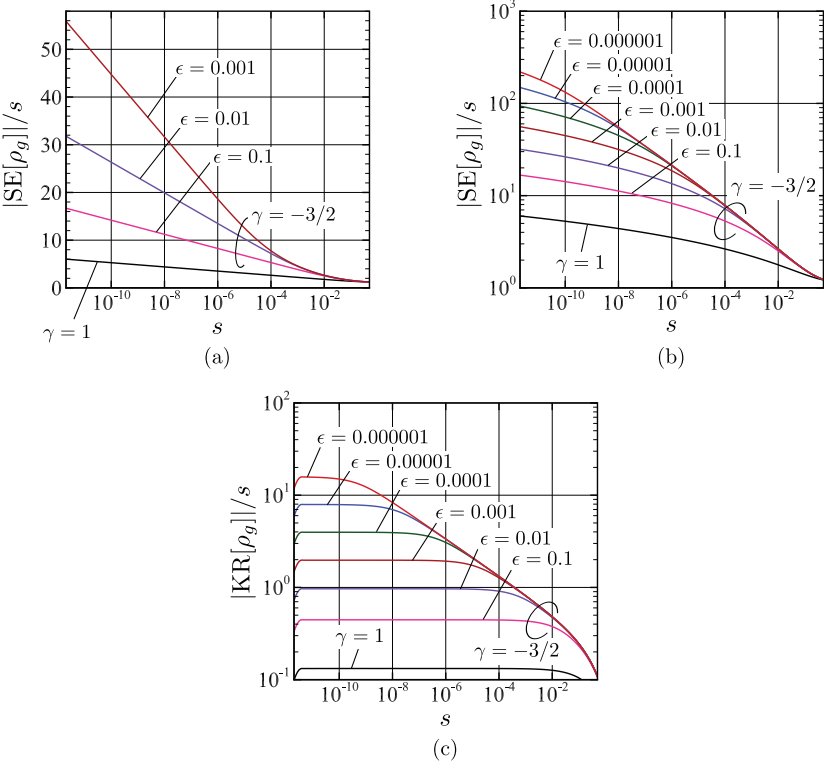 |SE[ρ_g]|/s
50
40
30
20
10
0
ϵ = 0.001
ϵ = 0.01
ϵ = 0.1
γ = −3/2
γ = 1
10^-10 10^-8 10^-6 10^-4 10^-2
s
(a)
|SE[ρ_g]|/s
10^3
10^2
10^1
10^0
ϵ = 0.000001
ϵ = 0.00001
ϵ = 0.0001
ϵ = 0.001
ϵ = 0.01
ϵ = 0.1
γ = −3/2
γ = 1
10^-10 10^-8 10^-6 10^-4 10^-2
s
(b)
|KR[ρ_g]|/s
10^2
10^1
10^0
10^-1
ϵ = 0.000001
ϵ = 0.00001
ϵ = 0.0001
ϵ = 0.001
ϵ = 0.01
ϵ = 0.1
γ = 1
γ = −3/2
10^-10 10^-8 10^-6 10^-4 10^-2
s
(c)